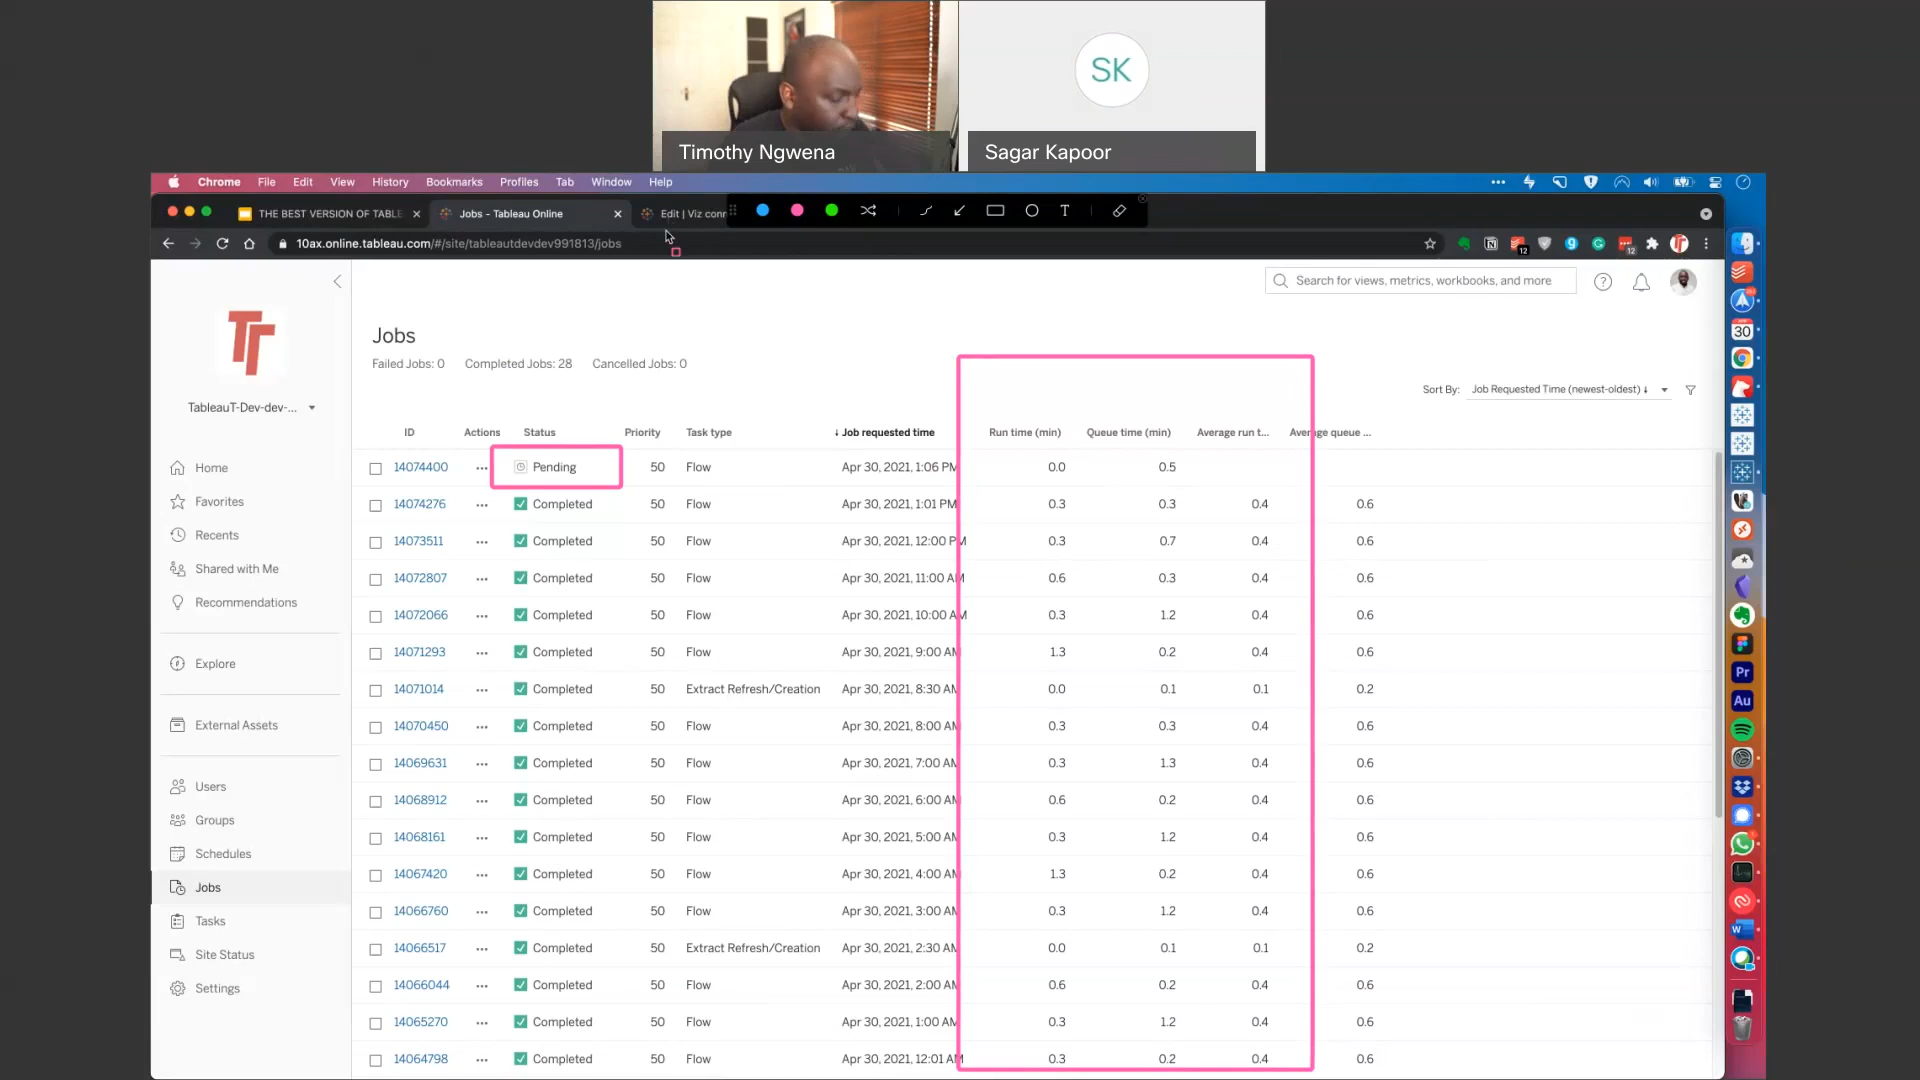 SK
Timothy Ngwena
Sagar Kapoor
Chrome File Edit View History Bookmarks Profiles Tab Window Help
THE BEST VERSION OF TABLE
Jobs - Tableau Online
Edit | Viz conn
T
10ax.online.tableau.com/#/site/tableautdevdev991813/jobs
12
12
Search for views, metrics, workbooks, and more
TableauT-Dev-dev-...
Home
Favorites
Recents
Shared with Me
Recommendations
Explore
External Assets
Users
Groups
Schedules
Jobs
Tasks
Site Status
Settings
Jobs
Failed Jobs: 0 Completed Jobs: 28 Cancelled Jobs: 0
Sort By: Job Requested Time (newest-oldest) ↓
ID Actions Status Priority Task type ↓ Job requested time Run time (min) Queue time (min) Average run t... Average queue ...
14074400 ... Pending 50 Flow Apr 30, 2021, 1:06 PM 0.0 0.5
14074276 ... Completed 50 Flow Apr 30, 2021, 1:01 PM 0.3 0.3 0.4 0.6
14073511 ... Completed 50 Flow Apr 30, 2021, 12:00 PM 0.3 0.7 0.4 0.6
14072807 ... Completed 50 Flow Apr 30, 2021, 11:00 AM 0.6 0.3 0.4 0.6
14072066 ... Completed 50 Flow Apr 30, 2021, 10:00 AM 0.3 1.2 0.4 0.6
14071293 ... Completed 50 Flow Apr 30, 2021, 9:00 AM 1.3 0.2 0.4 0.6
14071014 ... Completed 50 Extract Refresh/Creation Apr 30, 2021, 8:30 AM 0.0 0.1 0.1 0.2
14070450 ... Completed 50 Flow Apr 30, 2021, 8:00 AM 0.3 0.3 0.4 0.6
14069631 ... Completed 50 Flow Apr 30, 2021, 7:00 AM 0.3 1.3 0.4 0.6
14068912 ... Completed 50 Flow Apr 30, 2021, 6:00 AM 0.6 0.2 0.4 0.6
14068161 ... Completed 50 Flow Apr 30, 2021, 5:00 AM 0.3 1.2 0.4 0.6
14067420 ... Completed 50 Flow Apr 30, 2021, 4:00 AM 1.3 0.2 0.4 0.6
14066760 ... Completed 50 Flow Apr 30, 2021, 3:00 AM 0.3 1.2 0.4 0.6
14066517 ... Completed 50 Extract Refresh/Creation Apr 30, 2021, 2:30 AM 0.0 0.1 0.1 0.2
14066044 ... Completed 50 Flow Apr 30, 2021, 2:00 AM 0.6 0.2 0.4 0.6
14065270 ... Completed 50 Flow Apr 30, 2021, 1:00 AM 0.3 1.2 0.4 0.6
14064798 ... Completed 50 Flow Apr 30, 2021, 12:01 AM 0.3 0.2 0.4 0.6
30
Pr
Au
W